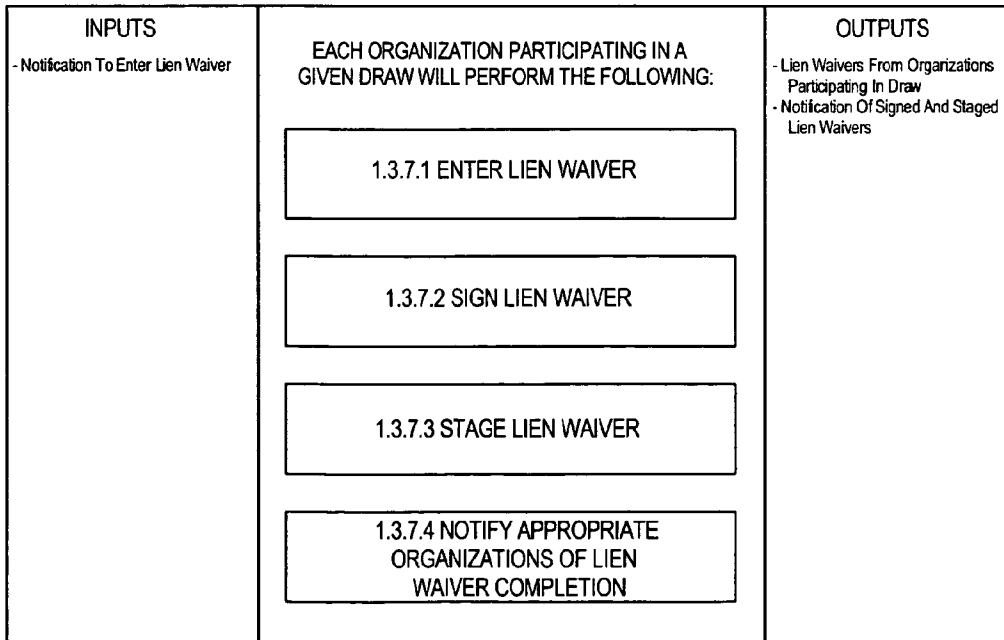 INPUTS
- Notification To Enter Lien Waiver
EACH ORGANIZATION PARTICIPATING IN A
GIVEN DRAW WILL PERFORM THE FOLLOWING:
1.3.7.1 ENTER LIEN WAIVER
1.3.7.2 SIGN LIEN WAIVER
1.3.7.3 STAGE LIEN WAIVER
1.3.7.4 NOTIFY APPROPRIATE
ORGANIZATIONS OF LIEN
WAIVER COMPLETION
OUTPUTS
- Lien Waivers From Organizations
Participating In Draw
- Notification Of Signed And Staged
Lien Waivers